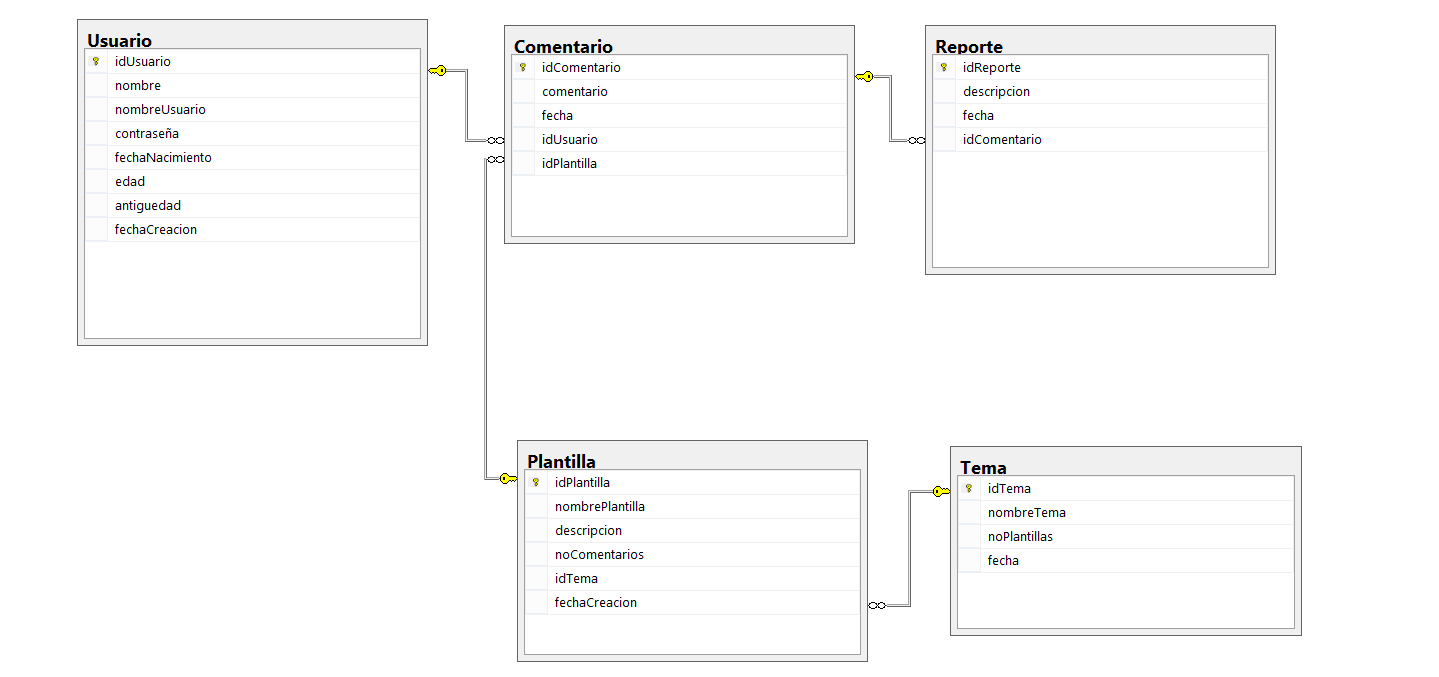 Usuario
idUsuario
nombre
nombreUsuario
contraseña
fechaNacimiento
edad
antiguedad
fechaCreacion
Comentario
idComentario
comentario
fecha
idUsuario
idPlantilla
Reporte
idReporte
descripcion
fecha
idComentario
Plantilla
idPlantilla
nombrePlantilla
descripcion
noComentarios
idTema
fechaCreacion
Tema
idTema
nombreTema
noPlantillas
fecha